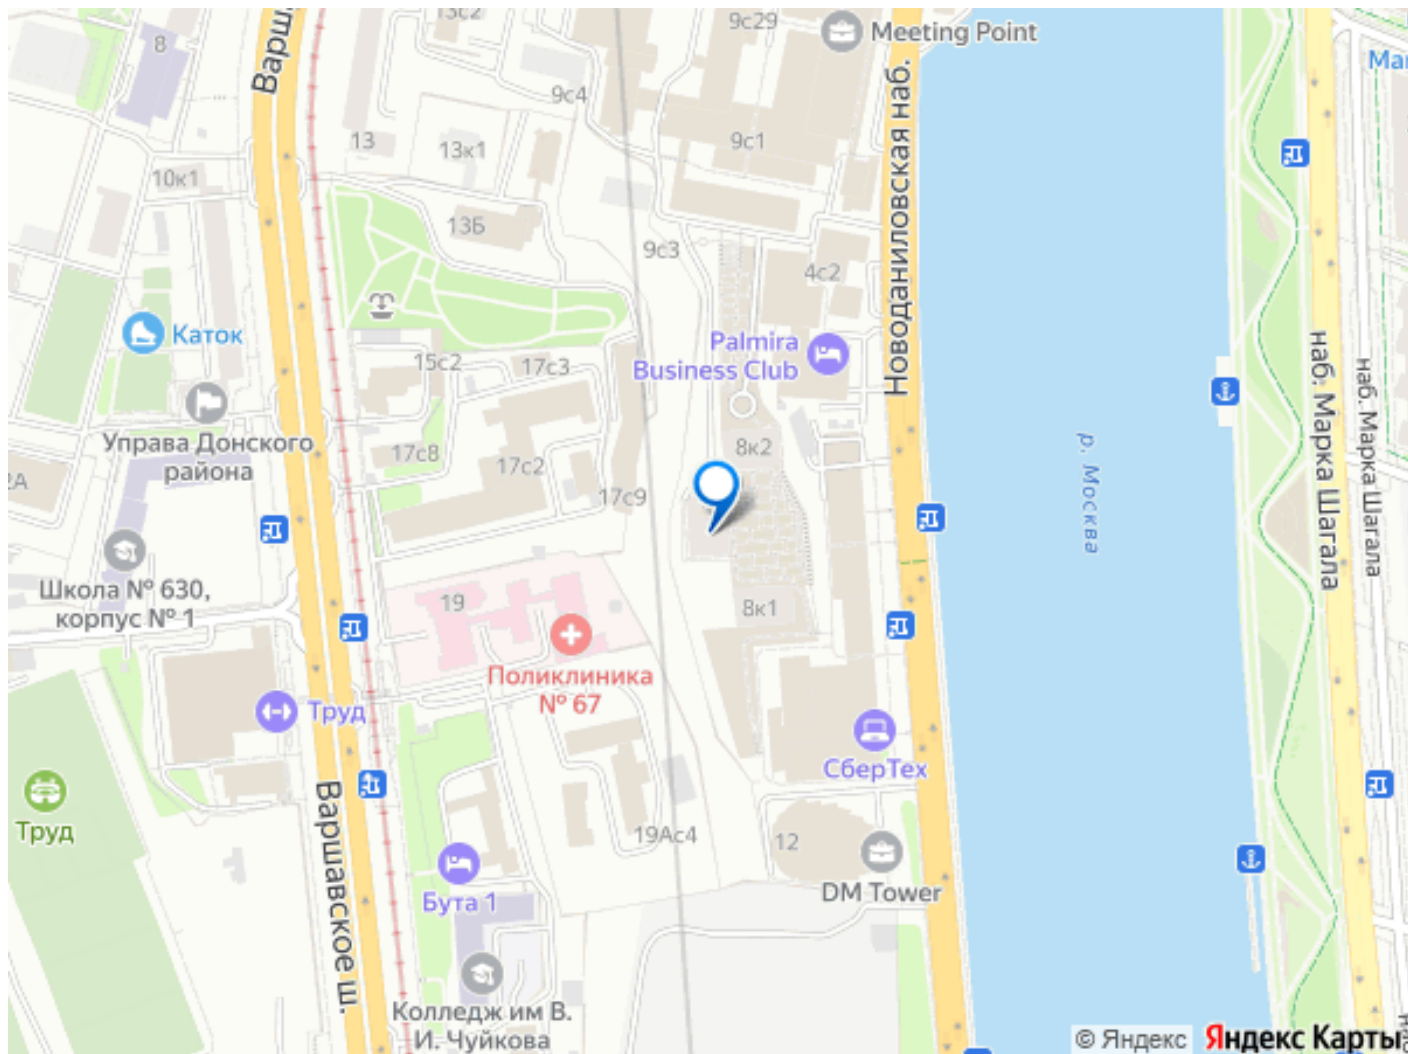 13с2
9с29
Meeting Point
8
Варш
Маг
9с4
Новоданиловская наб.
13
13к1
9с1
10к1
13Б
9с3
4с2
Каток
Palmira
Business Club
15с2
17с3
наб. Марка Шагала
наб. Марка Шагала
Управа Донского
района
17с8
17с2
8к2
р. Москва
2А
17с9
Школа № 630,
корпус № 1
19
8к1
Поликлиника
№ 67
Труд
СберТех
Варшавское ш.
Труд
19Ас4
12
DM Tower
Бута 1
Колледж им В.
И. Чуйкова
© Яндекс
Яндекс Карты